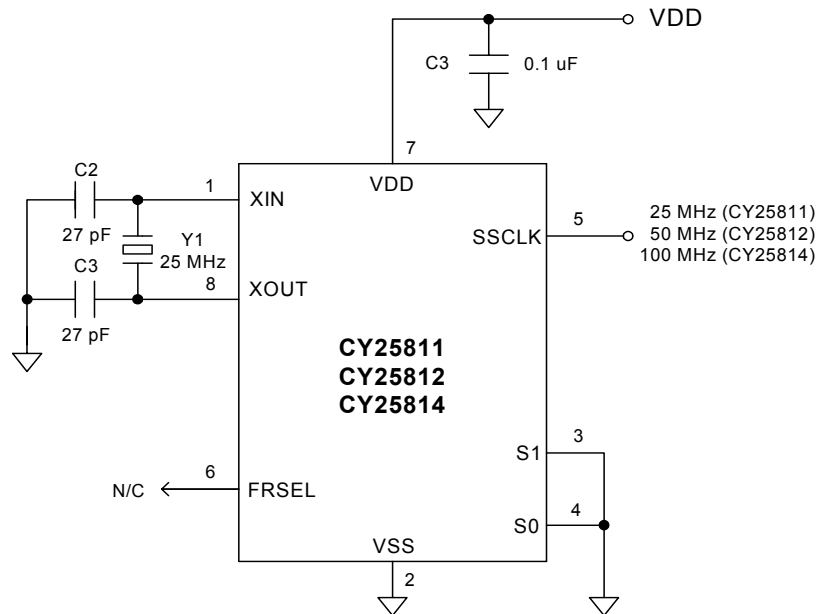 VDD
C3 0.1 uF
7
C2
1
VDD
XIN
27 pF
Y1
25 MHz
SSCLK
5
25 MHz (CY25811)
50 MHz (CY25812)
100 MHz (CY25814)
C3
8
XOUT
27 pF
CY25811
CY25812
CY25814
S1
3
6
N/C
FRSEL
S0
4
VSS
2